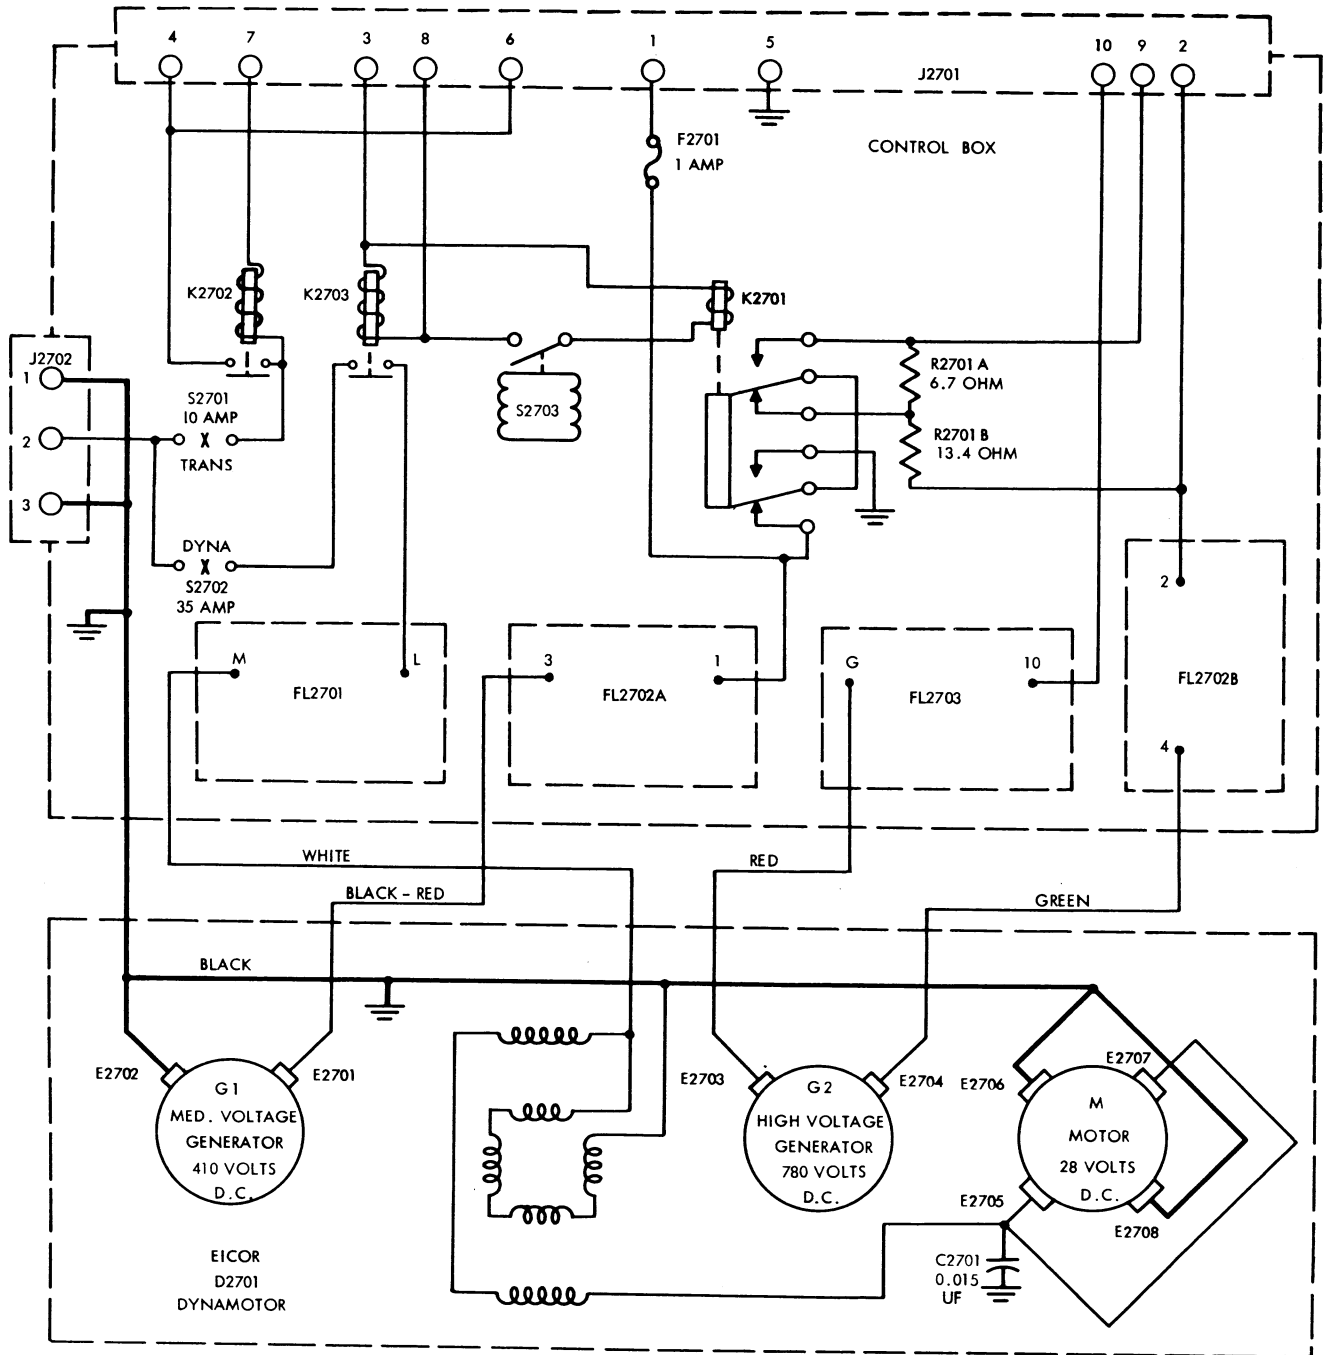 4 7 3 8 6 1 5 10 9 2
J2701
F2701
1 AMP
CONTROL BOX
K2702
K2703
K2701
J2702
1
2
3
S2701
10 AMP
TRANS
S2703
R2701 A
6.7 OHM
R2701 B
13.4 OHM
DYNA
S2702
35 AMP
M
L
FL2701
3
1
FL2702A
G
10
FL2703
2
FL2702B
4
WHITE
BLACK - RED
RED
GREEN
BLACK
E2702
E2701
G1
MED. VOLTAGE
GENERATOR
410 VOLTS
D.C.
E2703
E2704
G2
HIGH VOLTAGE
GENERATOR
780 VOLTS
D.C.
E2706
E2707
M
MOTOR
28 VOLTS
D.C.
E2705
E2708
C2701
0.015
UF
EICOR
D2701
DYNAMOTOR